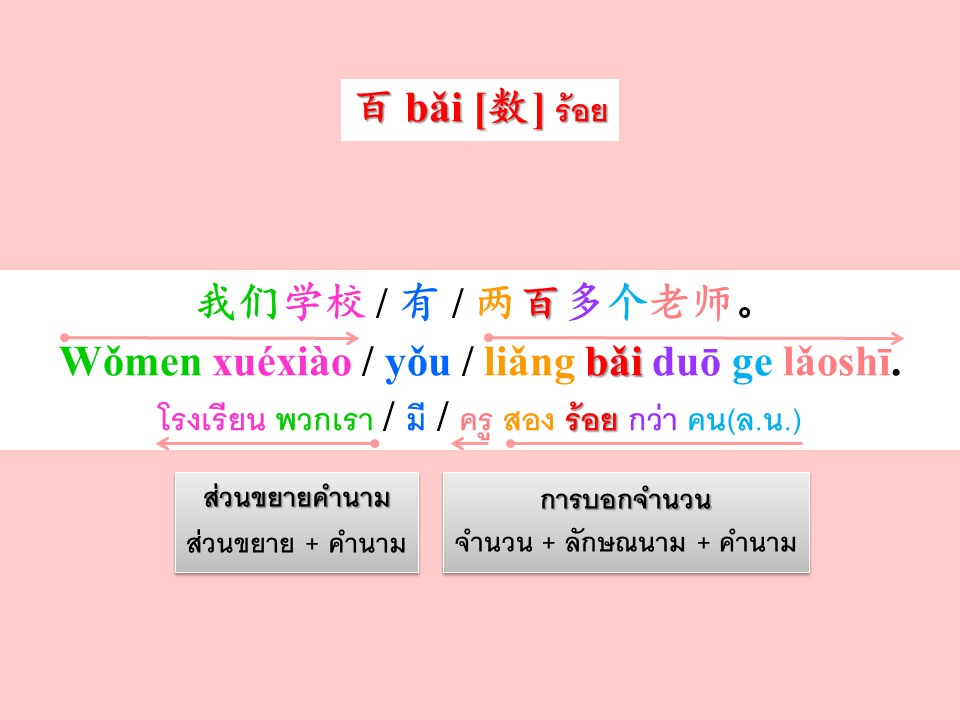 百 bǎi [数] ร้อย
我们学校 / 有 / 两百多个老师。
Wǒmen xuéxiào / yǒu / liǎng bǎi duō ge lǎoshī.
โรงเรียน พวกเรา / มี / ครู สอง ร้อย กว่า คน(ล.น.)
ส่วนขยายคำนาม
ส่วนขยาย + คำนาม
การบอกจำนวน
จำนวน + ลักษณนาม + คำนาม